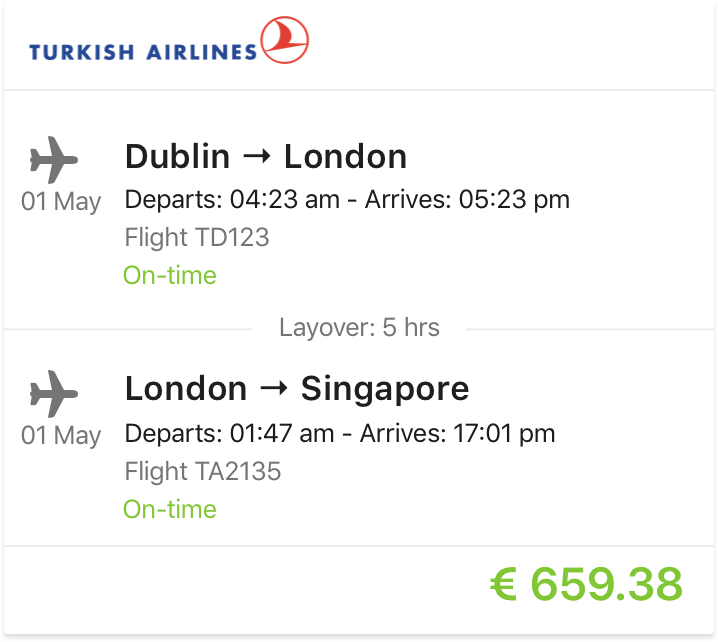 TURKISH AIRLINES
Dublin → London
01 May
Departs: 04:23 am - Arrives: 05:23 pm
Flight TD123
On-time
Layover: 5 hrs
London → Singapore
01 May
Departs: 01:47 am - Arrives: 17:01 pm
Flight TA2135
On-time
€ 659.38